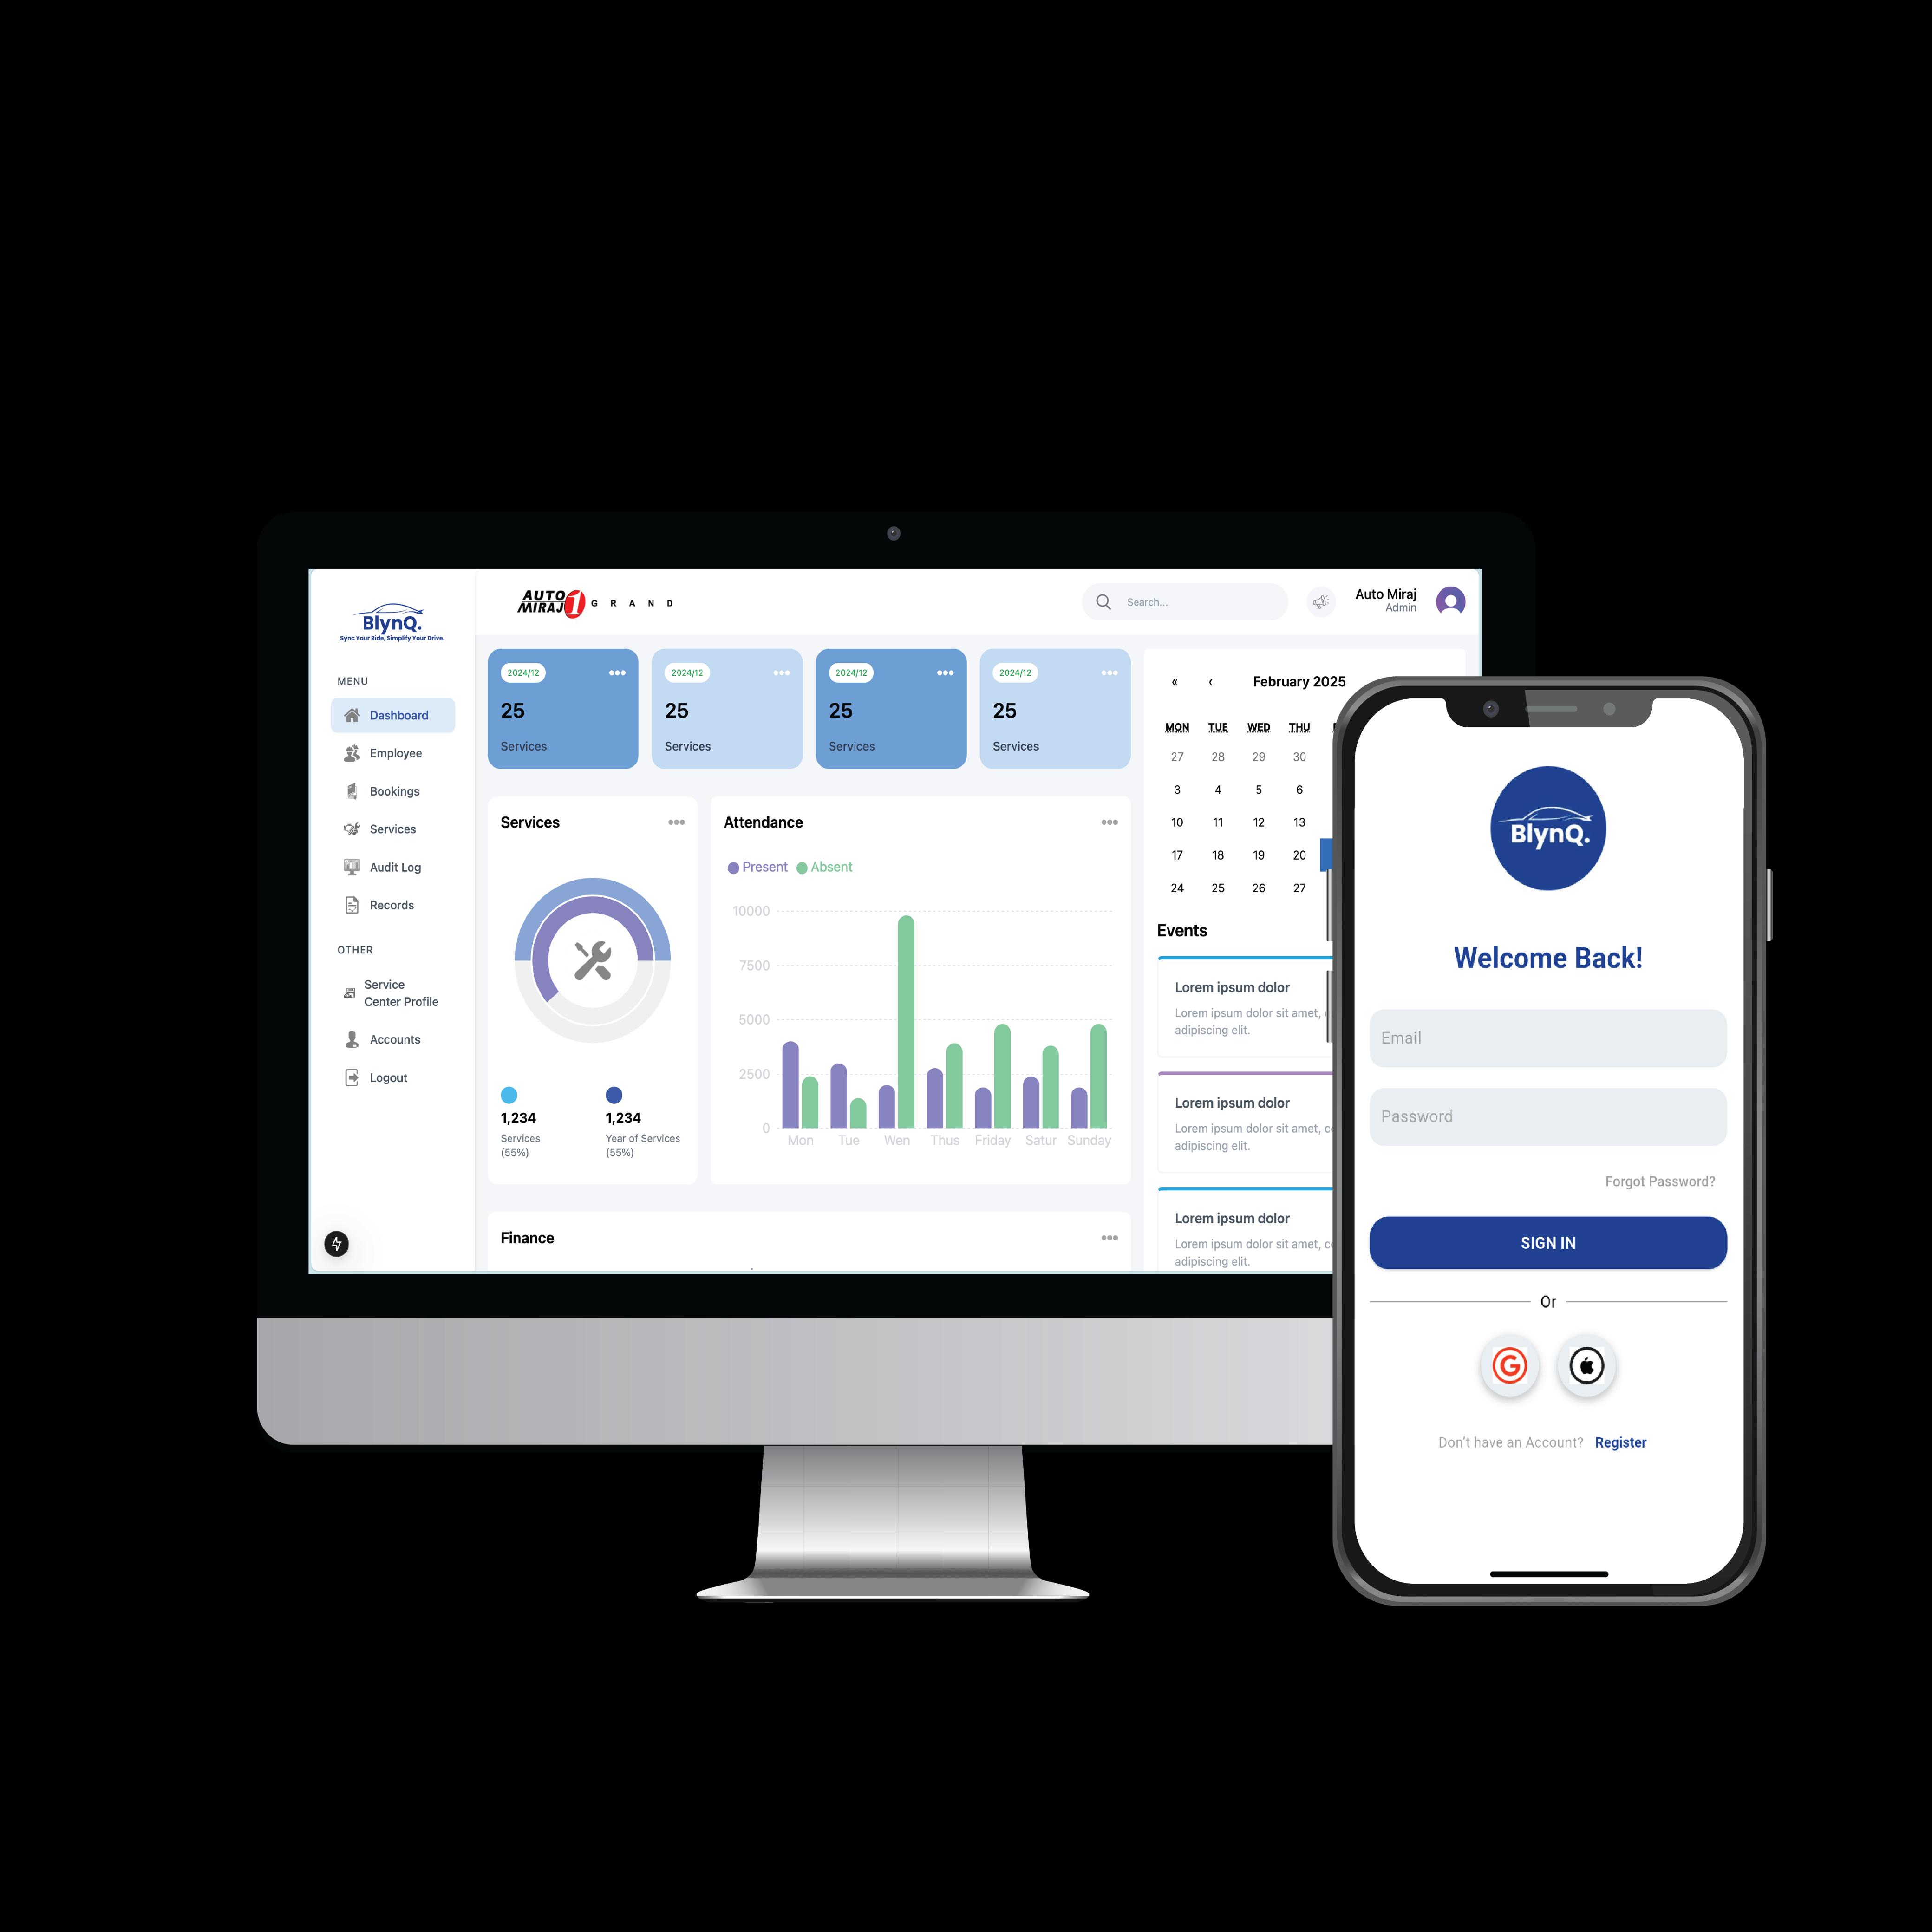 BlynQ.
Sync Your Ride, Simplify Your Drive.
MENU
Dashboard
Employee
Bookings
Services
Audit Log
Records
OTHER
Service
Center Profile
Accounts
Logout
AUTO
MIRAJ 1 GRAND
Search...
Auto Miraj
Admin
2024/12
25
Services
2024/12
25
Services
2024/12
25
Services
2024/12
25
Services
Services
1,234
Services
(55%)
1,234
Year of Services
(55%)
Attendance
Present Absent
10000
7500
5000
2500
0
Mon Tue Wen Thus Friday Satur Sunday
Finance
« ‹ February 2025
MON TUE WED THU
27 28 29 30
3 4 5 6
10 11 12 13
17 18 19 20
24 25 26 27
Events
Lorem ipsum dolor
Lorem ipsum dolor sit amet,
adipiscing elit.
Lorem ipsum dolor
Lorem ipsum dolor sit amet,
adipiscing elit.
Lorem ipsum dolor
Lorem ipsum dolor sit amet,
adipiscing elit.
BlynQ.
Welcome Back!
Email
Password
Forgot Password?
SIGN IN
Or
G
Don't have an Account? Register